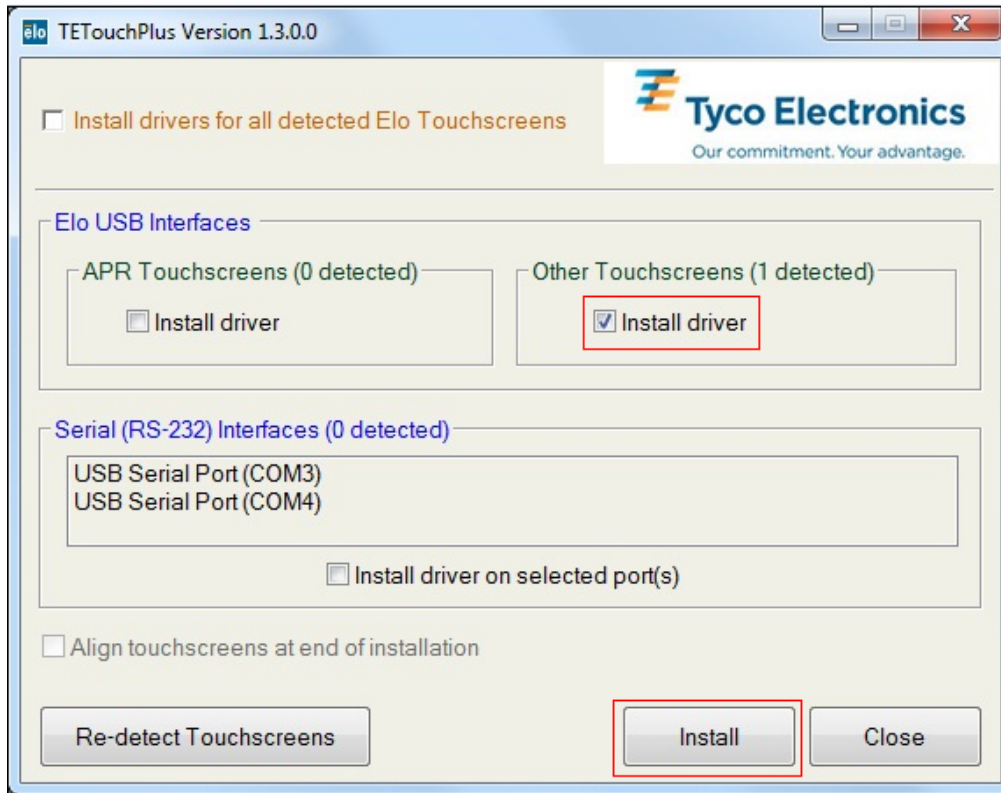 elo TETouchPlus Version 1.3.0.0
Install drivers for all detected Elo Touchscreens
Tyco Electronics
Our commitment. Your advantage.
Elo USB Interfaces
APR Touchscreens (0 detected)
Install driver
Other Touchscreens (1 detected)
Install driver
Serial (RS-232) Interfaces (0 detected)
USB Serial Port (COM3)
USB Serial Port (COM4)
Install driver on selected port(s)
Align touchscreens at end of installation
Re-detect Touchscreens
Install
Close